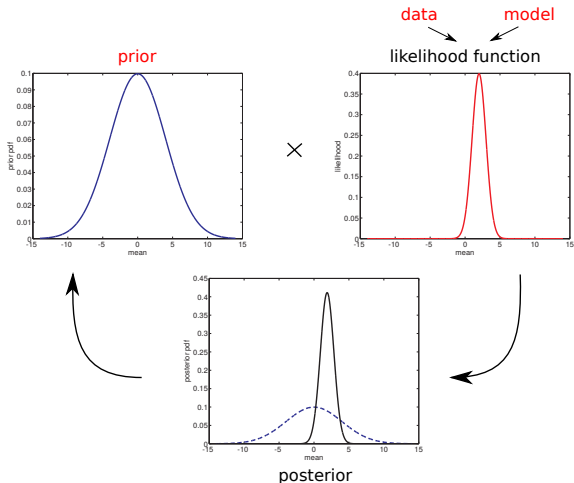 data model
prior likelihood function
0.1
0.09
0.08
0.07
0.06
0.05
0.04
0.03
0.02
0.01
0
-15 -10 -5 0 5 10 15
prior pdf
mean
×
0.4
0.35
0.3
0.25
0.2
0.15
0.1
0.05
0
-15 -10 -5 0 5 10 15
likelihood
mean
0.45
0.4
0.35
0.3
0.25
0.2
0.15
0.1
0.05
0
-15 -10 -5 0 5 10 15
posterior pdf
mean
posterior